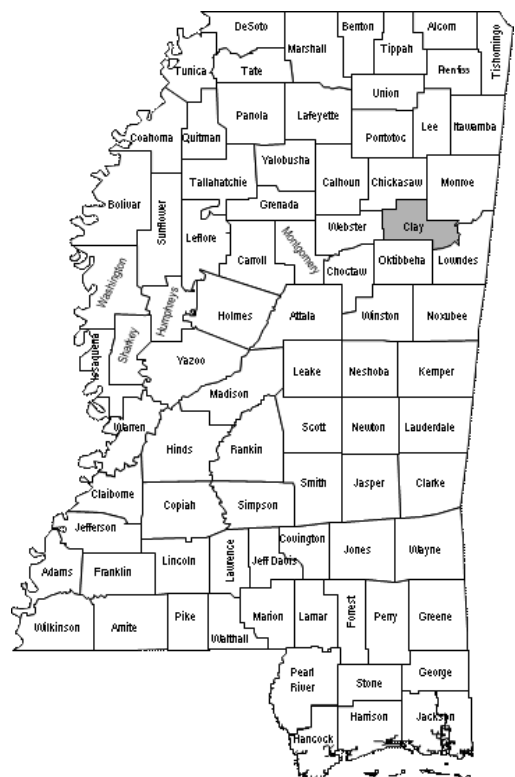 DeSoto
Benton
Alcorn
Marshall
Tippah
Tishomingo
Tunica
Tate
Prentiss
Union
Panola
Lafeyette
Lee
Itawamba
Coahoma
Quitman
Pontotoc
Yalobusha
Tallahatchie
Calhoun
Chickasaw
Monroe
Bolivar
Sunflower
Grenada
Leflore
Webster
Clay
Montgomery
Carroll
Oktibbeha
Lowndes
Choctaw
Washington
Humphreys
Holmes
Attala
Winston
Noxubee
Issaquena
Sharkey
Yazoo
Leake
Neshoba
Kemper
Madison
Warren
Scott
Newton
Lauderdale
Hinds
Rankin
Claiborne
Smith
Jasper
Clarke
Copiah
Simpson
Jefferson
Covington
Lincoln
Lawrence
Jeff Davis
Jones
Wayne
Adams
Franklin
Wilkinson
Amite
Pike
Walthall
Marion
Lamar
Forrest
Perry
Greene
Pearl
River
George
Stone
Harrison
Jackson
Hancock